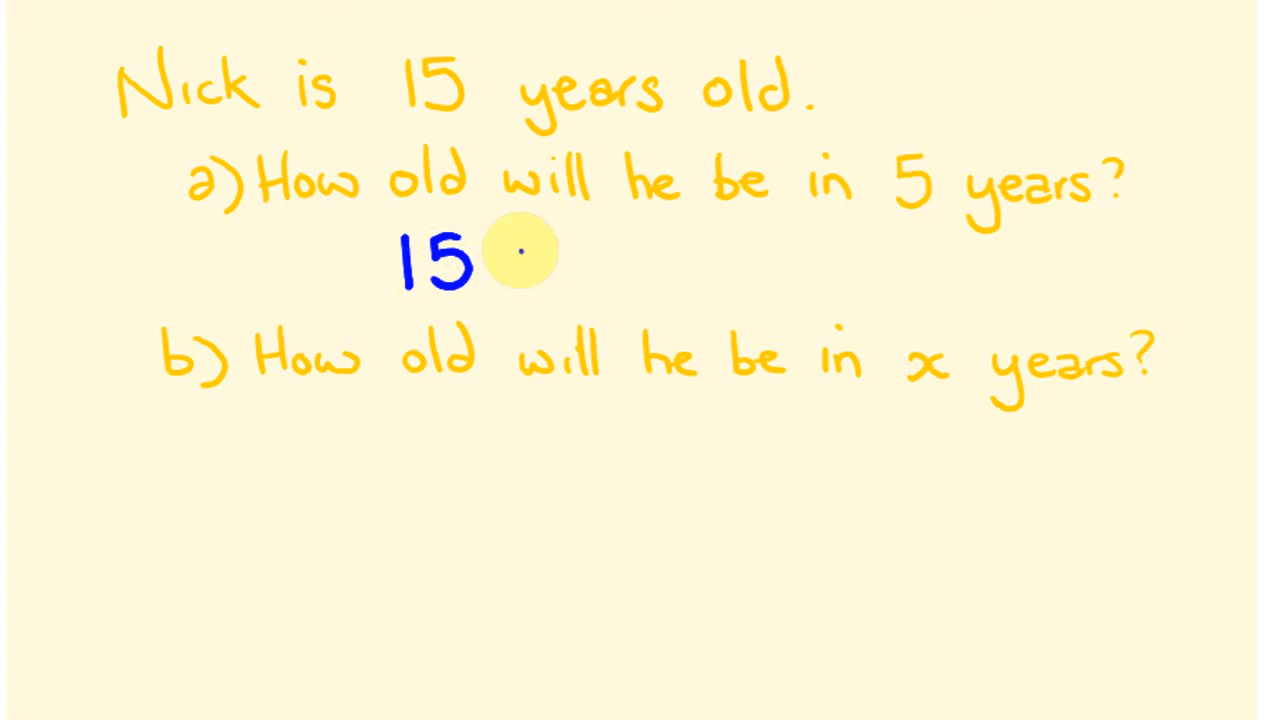 Nick is 15 years old.
a) How old will he be in 5 years?
15
b) How old will he be in x years?